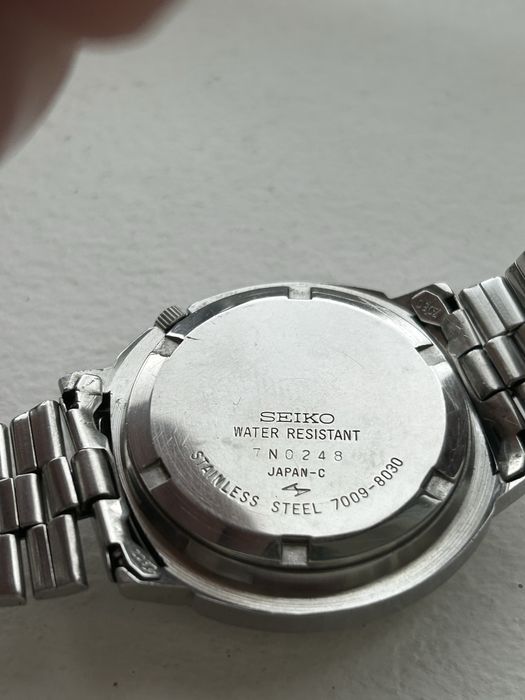 SEIKO
WATER RESISTANT
7N0248
JAPAN-C
STAINLESS STEEL 7009-8030